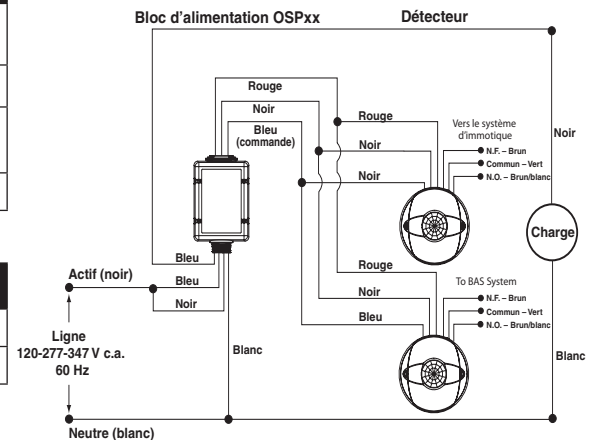 Bloc d'alimentation OSPxx
Détecteur
Rouge
Noir
Bleu
(commande)
Rouge
Noir
Noir
Vers le système
d'immotique
N.F. – Brun
Commun – Vert
N.O. – Brun/blanc
Noir
Charge
Bleu
Actif (noir)
Bleu
Noir
Rouge
Noir
Bleu
To BAS System
N.F. – Brun
Commun – Vert
N.O. – Brun/blanc
Ligne
120-277-347 V c.a.
60 Hz
Blanc
Blanc
Neutre (blanc)